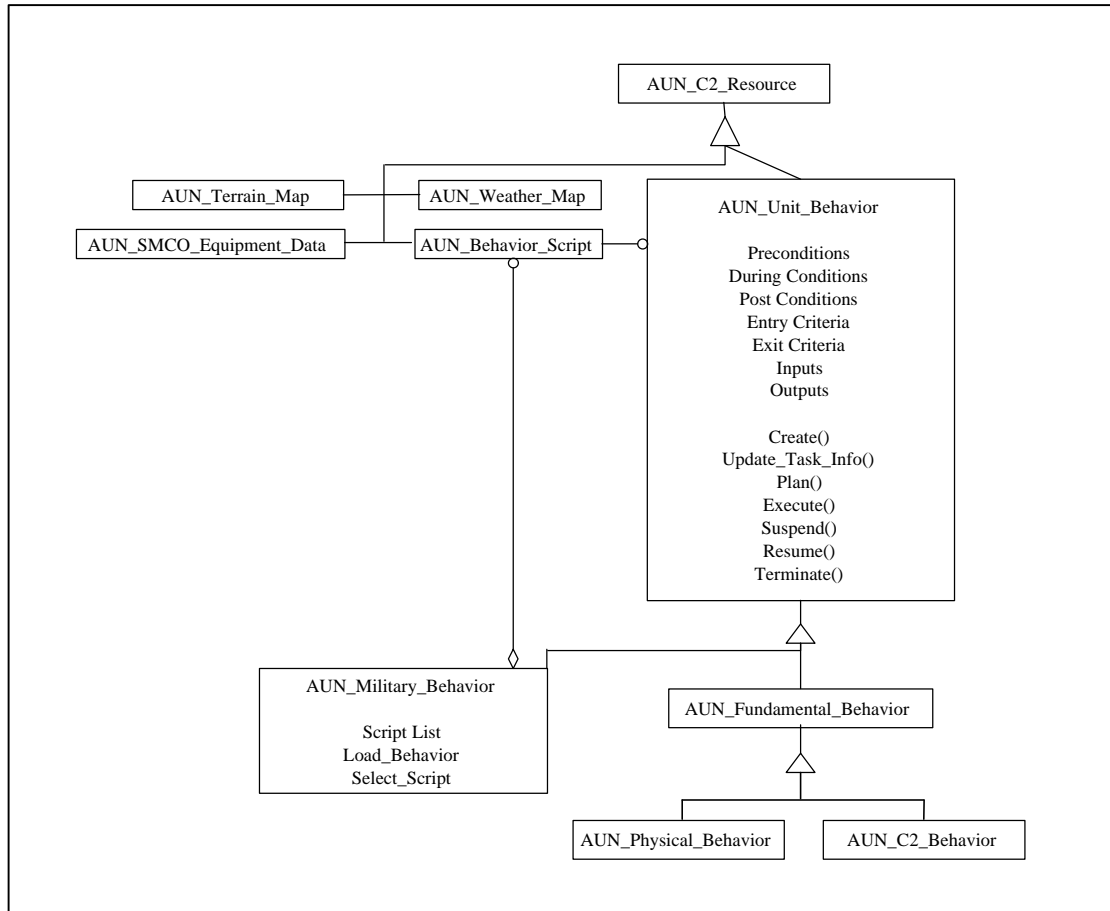 AUN_C2_Resource
AUN_Terrain_Map
AUN_Weather_Map
AUN_SMCO_Equipment_Data
AUN_Behavior_Script
AUN_Unit_Behavior
Preconditions
During Conditions
Post Conditions
Entry Criteria
Exit Criteria
Inputs
Outputs
Create()
Update_Task_Info()
Plan()
Execute()
Suspend()
Resume()
Terminate()
AUN_Military_Behavior
Script List
Load_Behavior
Select_Script
AUN_Fundamental_Behavior
AUN_Physical_Behavior
AUN_C2_Behavior